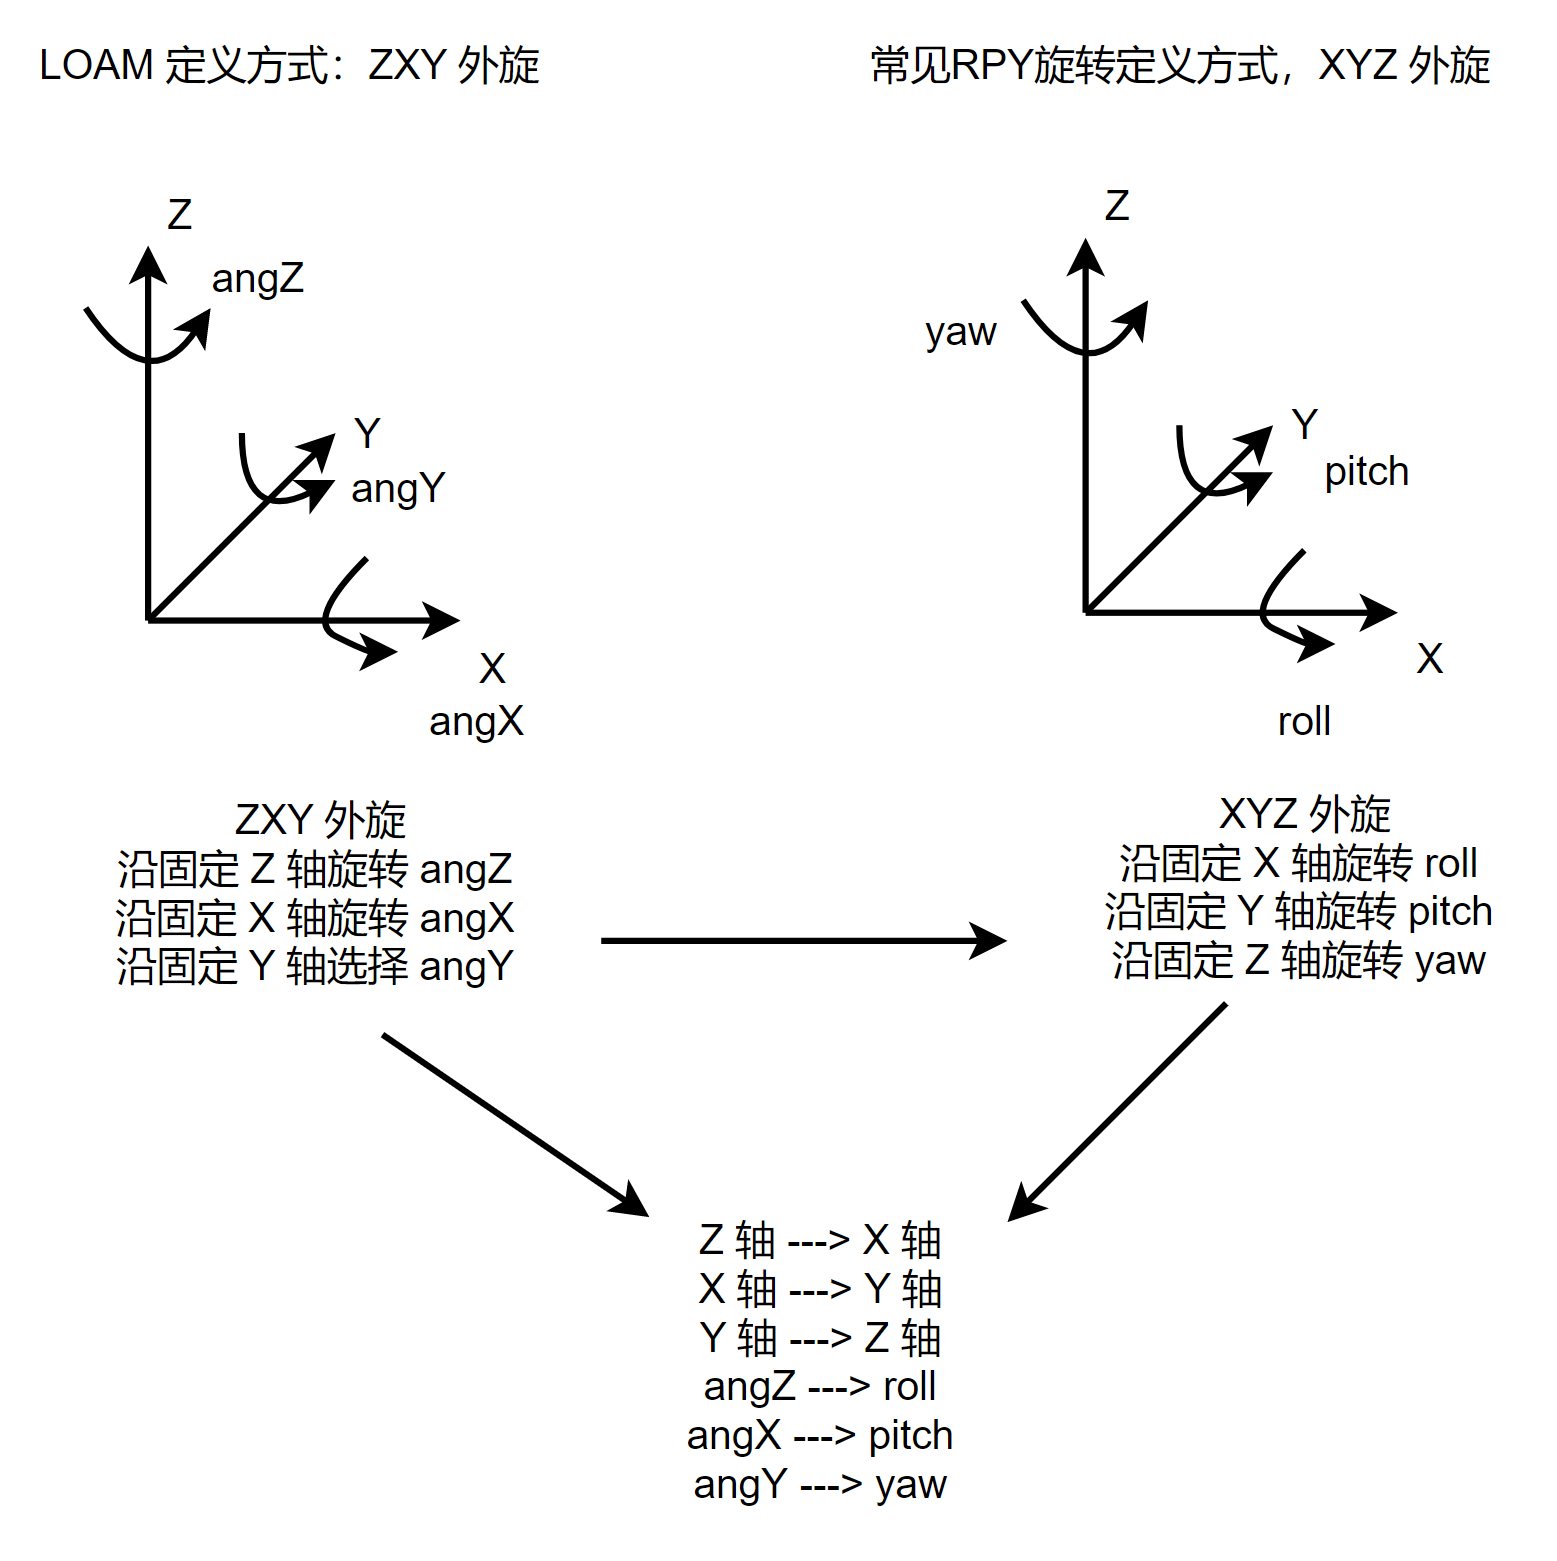 LOAM 定义方式：ZXY 外旋
Z
angZ
Y
angY
X
angX
ZXY 外旋
沿固定 Z 轴旋转 angZ
沿固定 X 轴旋转 angX
沿固定 Y 轴选择 angY
常见RPY旋转定义方式，XYZ 外旋
Z
yaw
Y
pitch
X
roll
XYZ 外旋
沿固定 X 轴旋转 roll
沿固定 Y 轴旋转 pitch
沿固定 Z 轴旋转 yaw
Z 轴 ---> X 轴
X 轴 ---> Y 轴
Y 轴 ---> Z 轴
angZ ---> roll
angX ---> pitch
angY ---> yaw